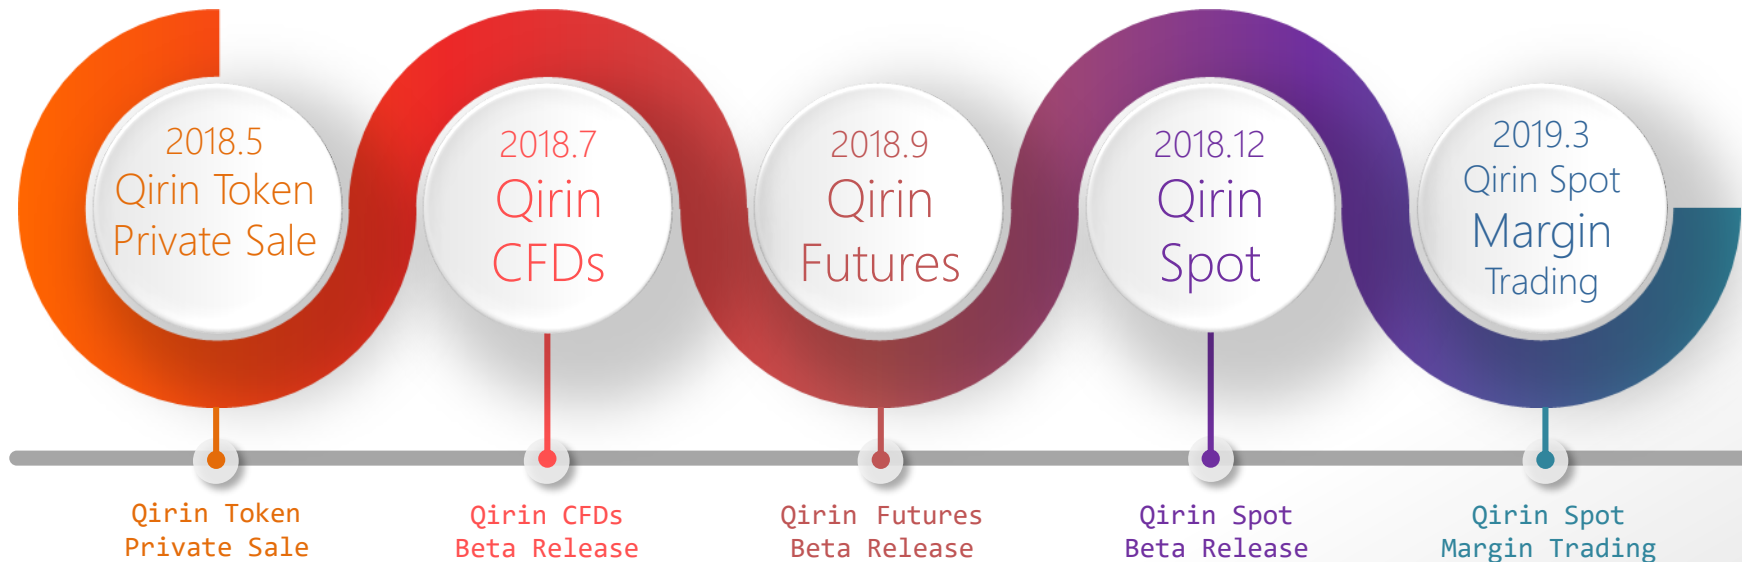 2018.5
Qirin Token
Private Sale
2018.7
Qirin
CFDs
2018.9
Qirin
Futures
2018.12
Qirin
Spot
2019.3
Qirin Spot
Margin
Trading
Qirin Token
Private Sale
Qirin CFDs
Beta Release
Qirin Futures
Beta Release
Qirin Spot
Beta Release
Qirin Spot
Margin Trading